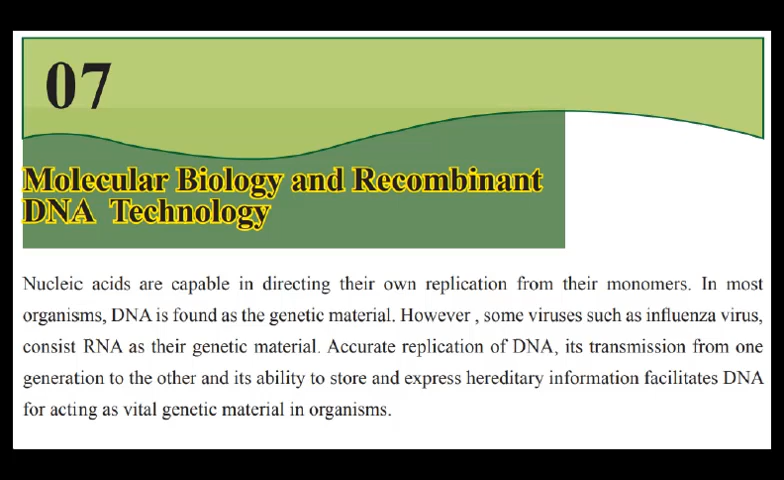 07
Molecular Biology and Recombinant
DNA Technology
Nucleic acids are capable in directing their own replication from their monomers. In most
organisms, DNA is found as the genetic material. However , some viruses such as influenza virus,
consist RNA as their genetic material. Accurate replication of DNA, its transmission from one
generation to the other and its ability to store and express hereditary information facilitates DNA
for acting as vital genetic material in organisms.